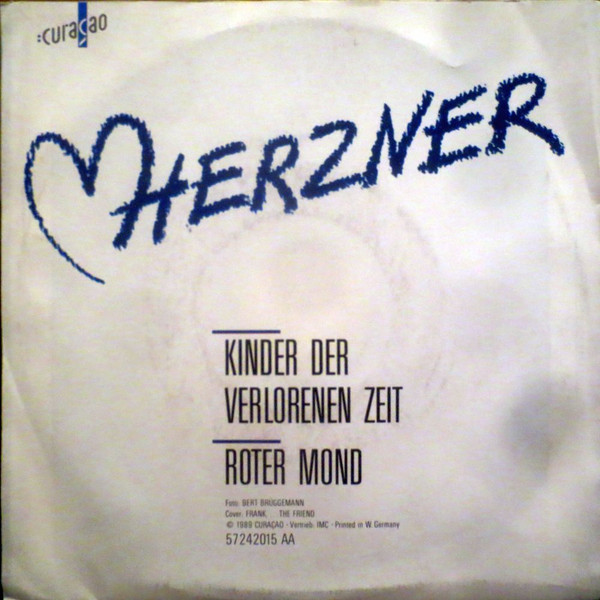 :curaçao
HERZNER
KINDER DER
VERLORENEN ZEIT
ROTER MOND
Foto: BERT BRÜGGEMANN
Cover: FRANK. THE FRIEND
© 1989 CURAÇAO · Vertrieb: IMC · Printed in W. Germany
57242015 AA